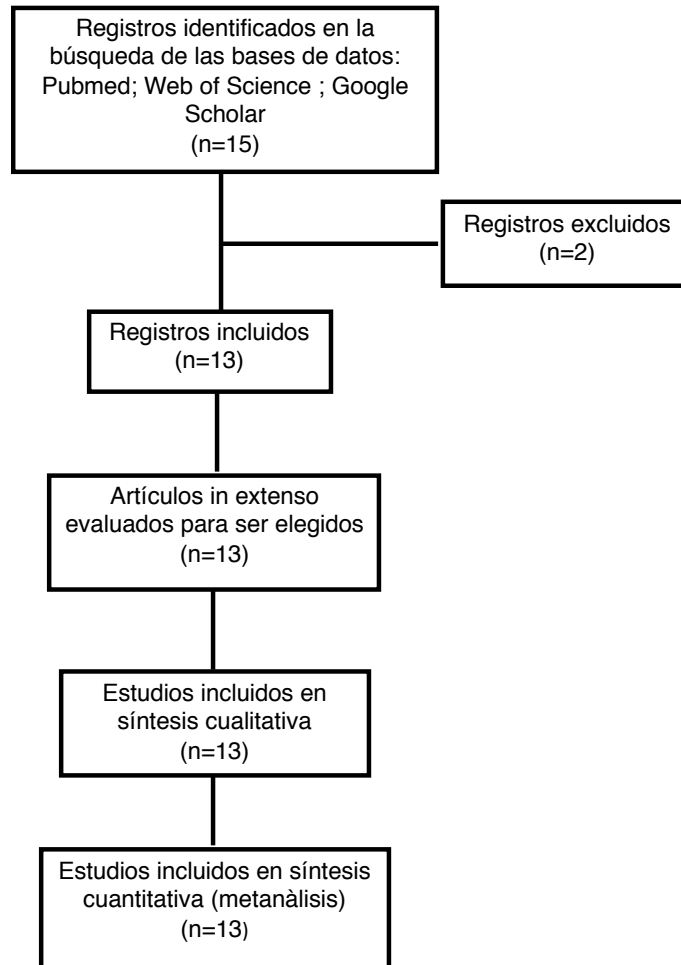 Registros identificados en la
búsqueda de las bases de datos:
Pubmed; Web of Science ; Google
Scholar
(n=15)
Registros excluidos
(n=2)
Registros incluidos
(n=13)
Artículos in extenso
evaluados para ser elegidos
(n=13)
Estudios incluidos en
síntesis cualitativa
(n=13)
Estudios incluidos en síntesis
cuantitativa (metanàlisis)
(n=13)